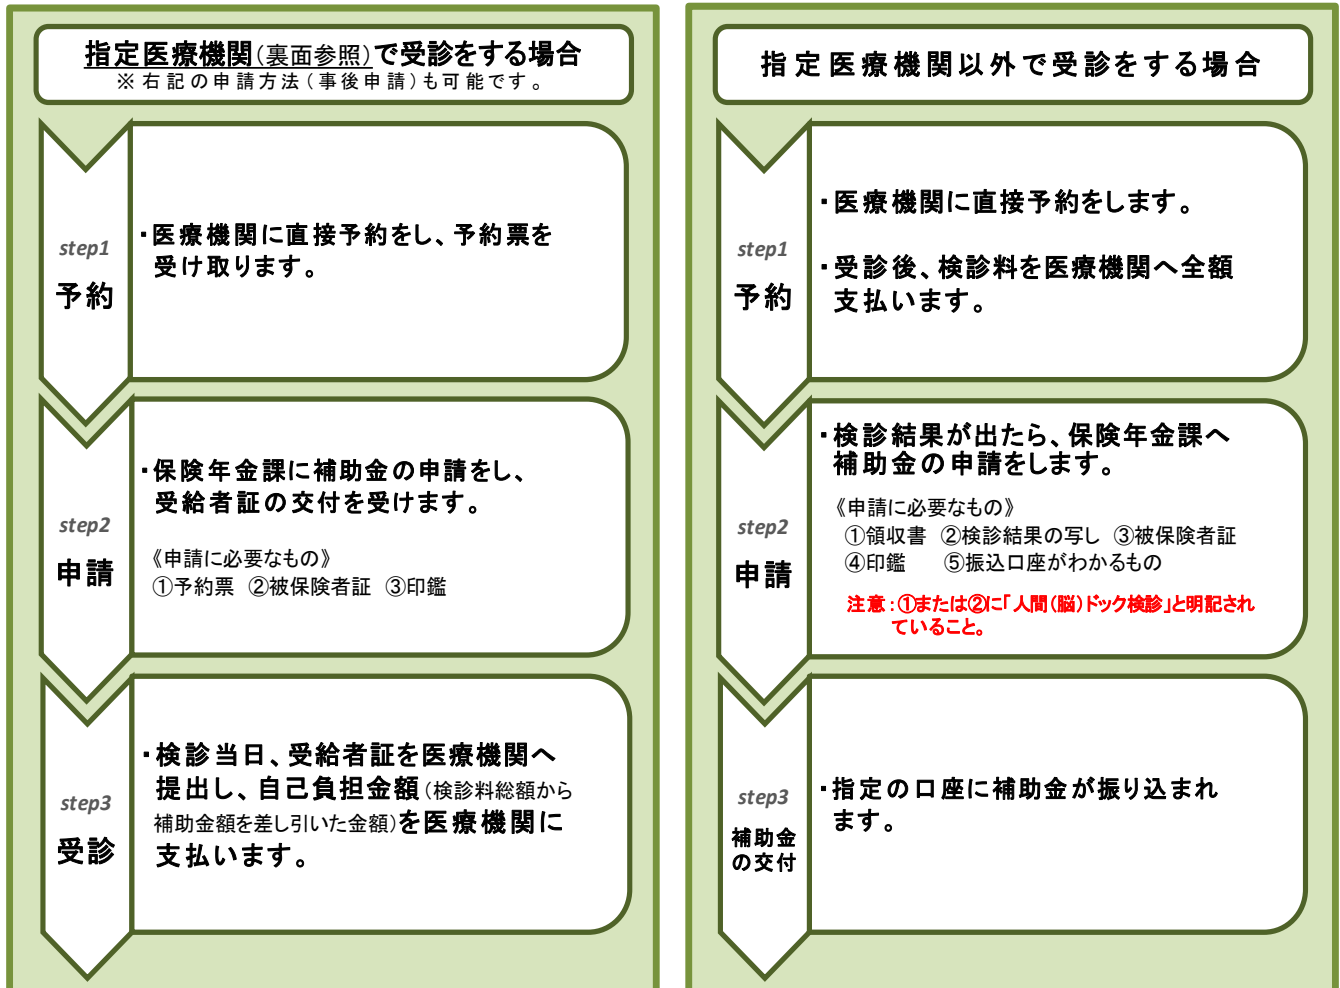 指定医療機関(裏面参照)で受診をする場合
※右記の申請方法(事後申請)も可能です。
step1
予約
・医療機関に直接予約をし、予約票を
受け取ります。
step2
申請
・保険年金課に補助金の申請をし、
受給者証の交付を受けます。
《申請に必要なもの》
①予約票 ②被保険者証 ③印鑑
step3
受診
・検診当日、受給者証を医療機関へ
提出し、自己負担金額(検診料総額から
補助金額を差し引いた金額)を医療機関に
支払います。
指定医療機関以外で受診をする場合
step1
予約
・医療機関に直接予約をします。
・受診後、検診料を医療機関へ全額
支払います。
step2
申請
・検診結果が出たら、保険年金課へ
補助金の申請をします。
《申請に必要なもの》
①領収書 ②検診結果の写し ③被保険者証
④印鑑 ⑤振込口座がわかるもの
注意:①または②に「人間(脳)ドック検診」と明記され
ていること。
step3
補助金
の交付
・指定の口座に補助金が振り込まれ
ます。